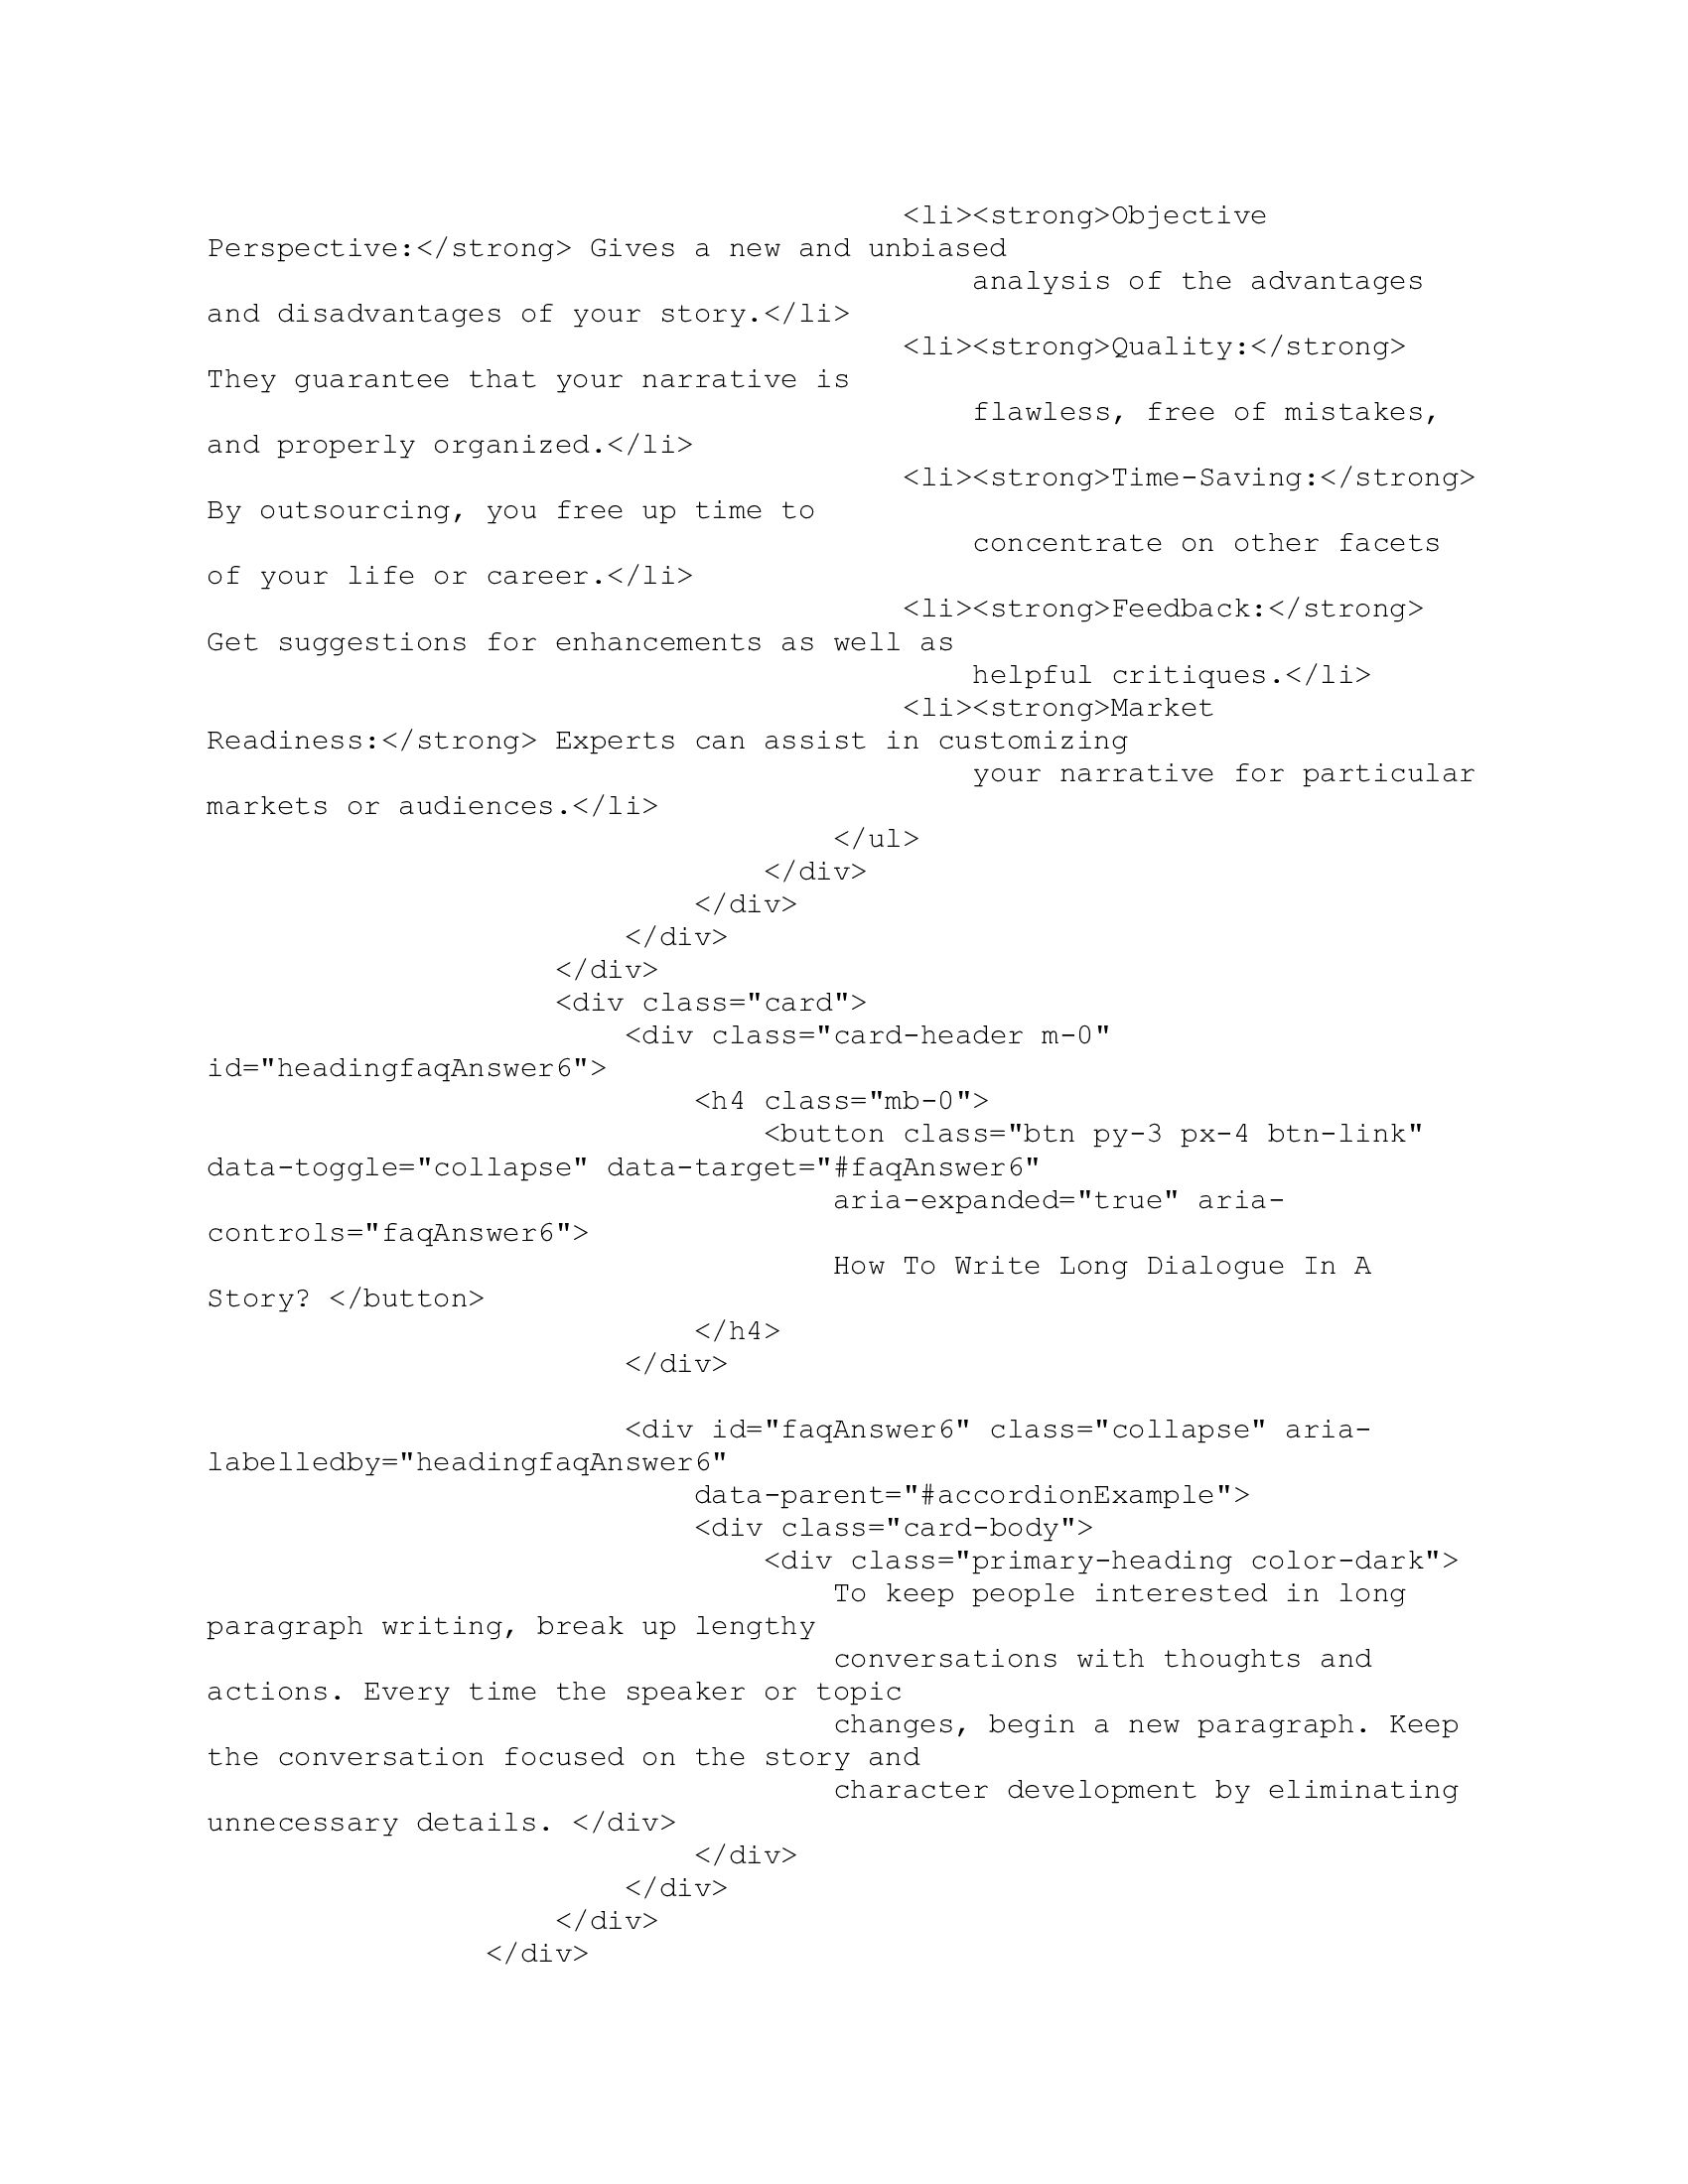 <li><strong>Objective
Perspective:</strong> Gives a new and unbiased
analysis of the advantages
and disadvantages of your story.</li>
<li><strong>Quality:</strong>
They guarantee that your narrative is
flawless, free of mistakes,
and properly organized.</li>
<li><strong>Time-Saving:</strong>
By outsourcing, you free up time to
concentrate on other facets
of your life or career.</li>
<li><strong>Feedback:</strong>
Get suggestions for enhancements as well as
helpful critiques.</li>
<li><strong>Market
Readiness:</strong> Experts can assist in customizing
your narrative for particular
markets or audiences.</li>
</ul>
</div>
</div>
</div>
</div>
<div class="card">
<div class="card-header m-0"
id="headingfaqAnswer6">
<h4 class="mb-0">
<button class="btn py-3 px-4 btn-link"
data-toggle="collapse" data-target="#faqAnswer6"
aria-expanded="true" aria-
controls="faqAnswer6">
How To Write Long Dialogue In A
Story? </button>
</h4>
</div>
<div id="faqAnswer6" class="collapse" aria-
labelledby="headingfaqAnswer6"
data-parent="#accordionExample">
<div class="card-body">
<div class="primary-heading color-dark">
To keep people interested in long
paragraph writing, break up lengthy
conversations with thoughts and
actions. Every time the speaker or topic
changes, begin a new paragraph. Keep
the conversation focused on the story and
character development by eliminating
unnecessary details. </div>
</div>
</div>
</div>
</div>